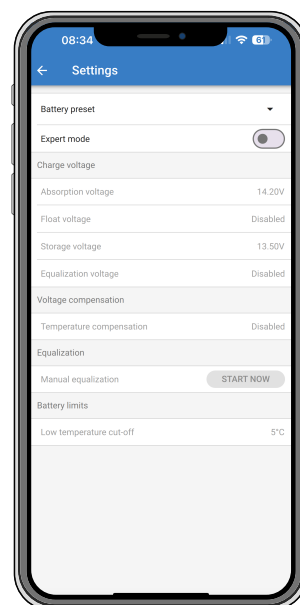 08:34
61
Settings
Battery preset
Expert mode
Charge voltage
Absorption voltage 14.20V
Float voltage Disabled
Storage voltage 13.50V
Equalization voltage Disabled
Voltage compensation
Temperature compensation Disabled
Equalization
Manual equalization START NOW
Battery limits
Low temperature cut-off 5°C